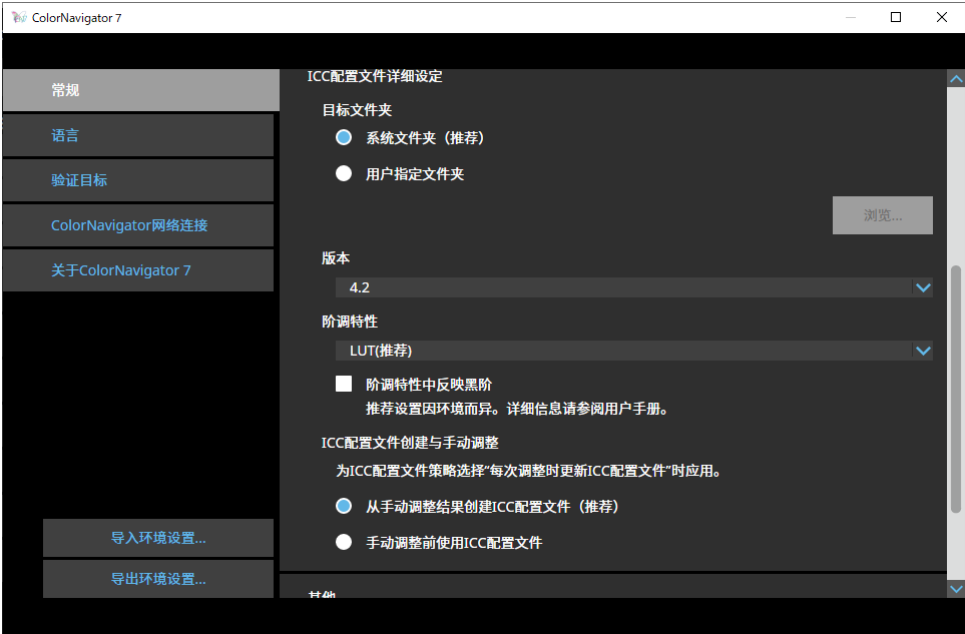 ColorNavigator 7
常规
语言
验证目标
ColorNavigator网络连接
关于ColorNavigator 7
导入环境设置...
导出环境设置...
ICC配置文件详细设定
目标文件夹
系统文件夹（推荐）
用户指定文件夹
浏览...
版本
4.2
阶调特性
LUT(推荐)
阶调特性中反映黑阶
推荐设置因环境而异。详细信息请参阅用户手册。
ICC配置文件创建与手动调整
为ICC配置文件策略选择“每次调整时更新ICC配置文件”时应用。
从手动调整结果创建ICC配置文件（推荐）
手动调整前使用ICC配置文件
其他